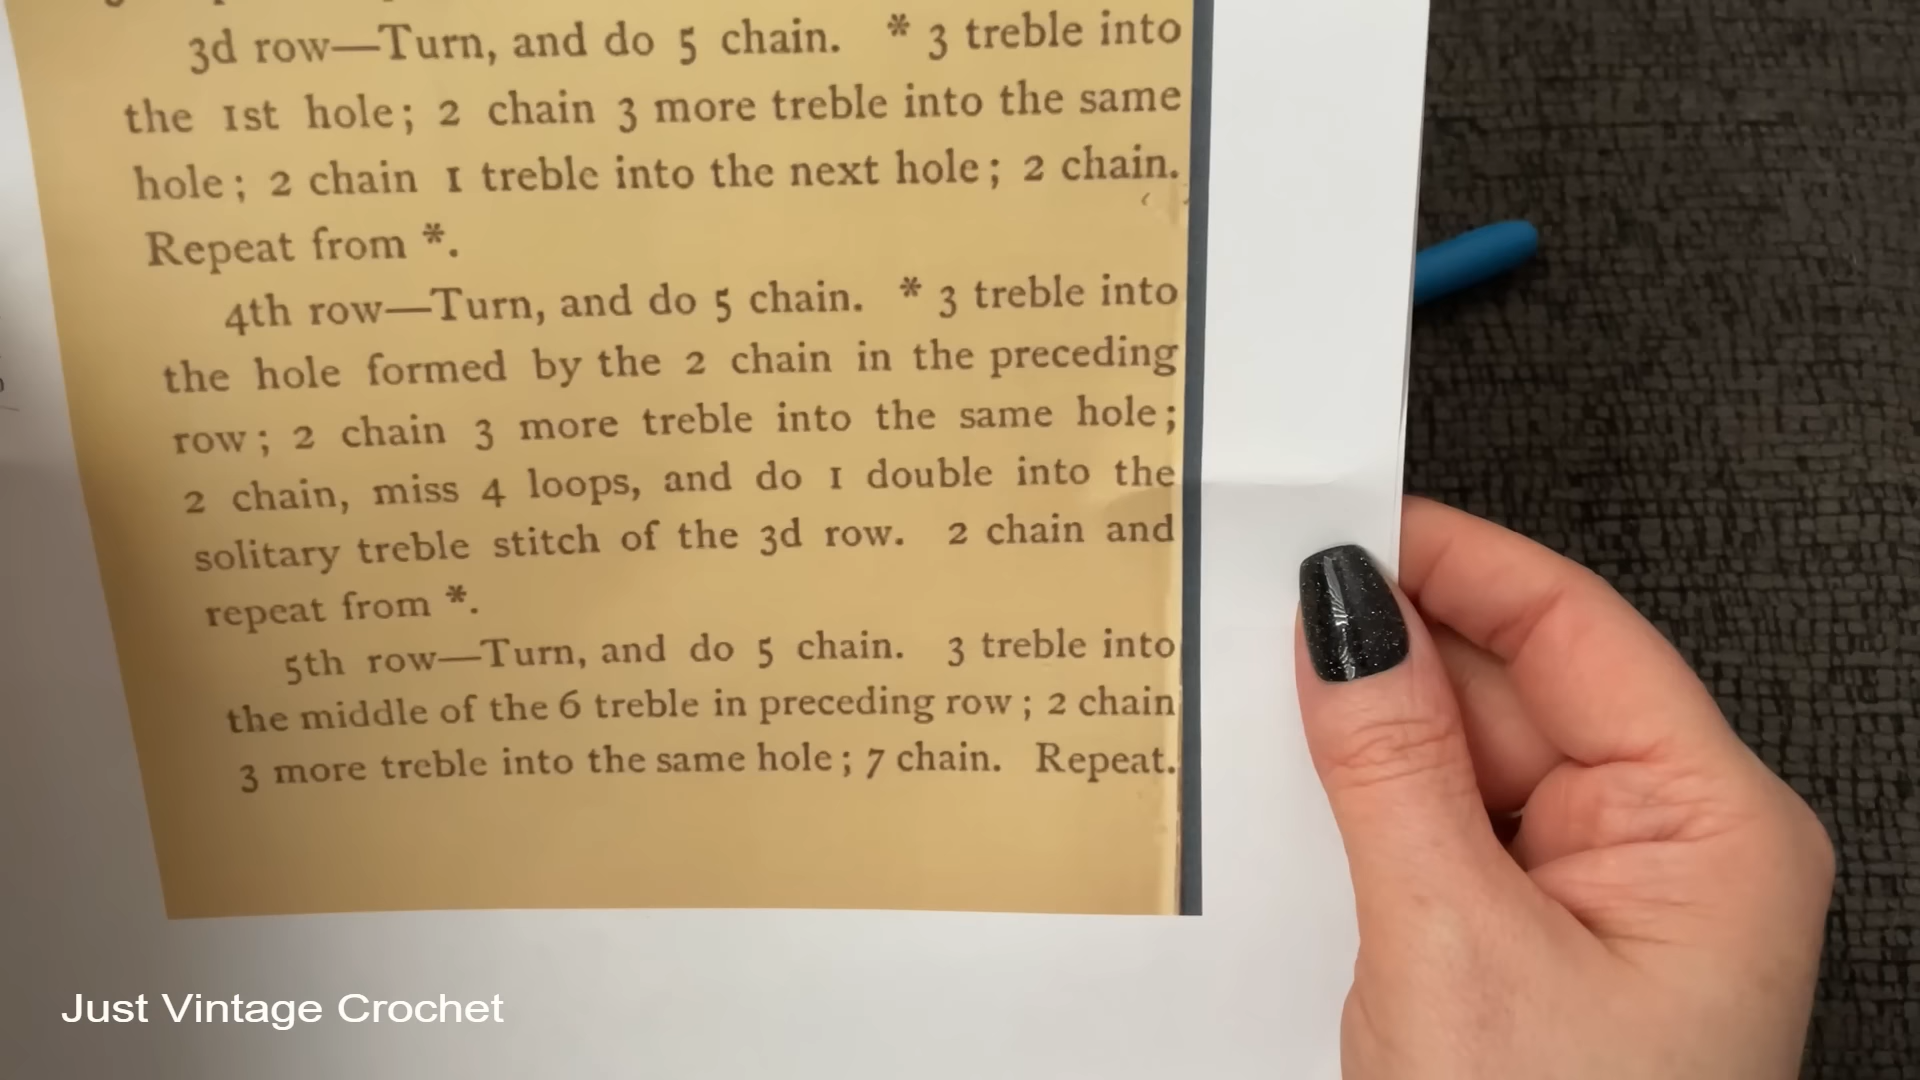 3d row—Turn, and do 5 chain. * 3 treble into
the 1st hole; 2 chain 3 more treble into the same
hole; 2 chain 1 treble into the next hole; 2 chain.
Repeat from *.
4th row—Turn, and do 5 chain. * 3 treble into
the hole formed by the 2 chain in the preceding
row; 2 chain 3 more treble into the same hole;
2 chain, miss 4 loops, and do 1 double into the
solitary treble stitch of the 3d row. 2 chain and
repeat from *.
5th row—Turn, and do 5 chain. 3 treble into
the middle of the 6 treble in preceding row; 2 chain
3 more treble into the same hole; 7 chain. Repeat.
Just Vintage Crochet